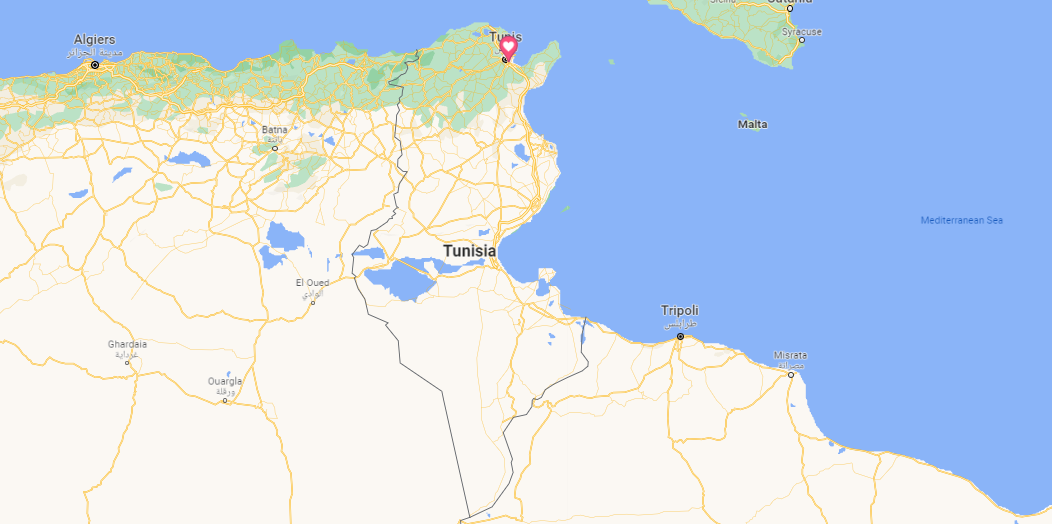 Catania
Syracuse
Algiers
مدينة الجزائر
Tunis
Malta
Batna
باتنة
Mediterranean Sea
Tunisia
El Oued
الوادي
Tripoli
طرابلس
Ghardaia
غرداية
Misrata
مصراتة
Ouargla
ورقلة